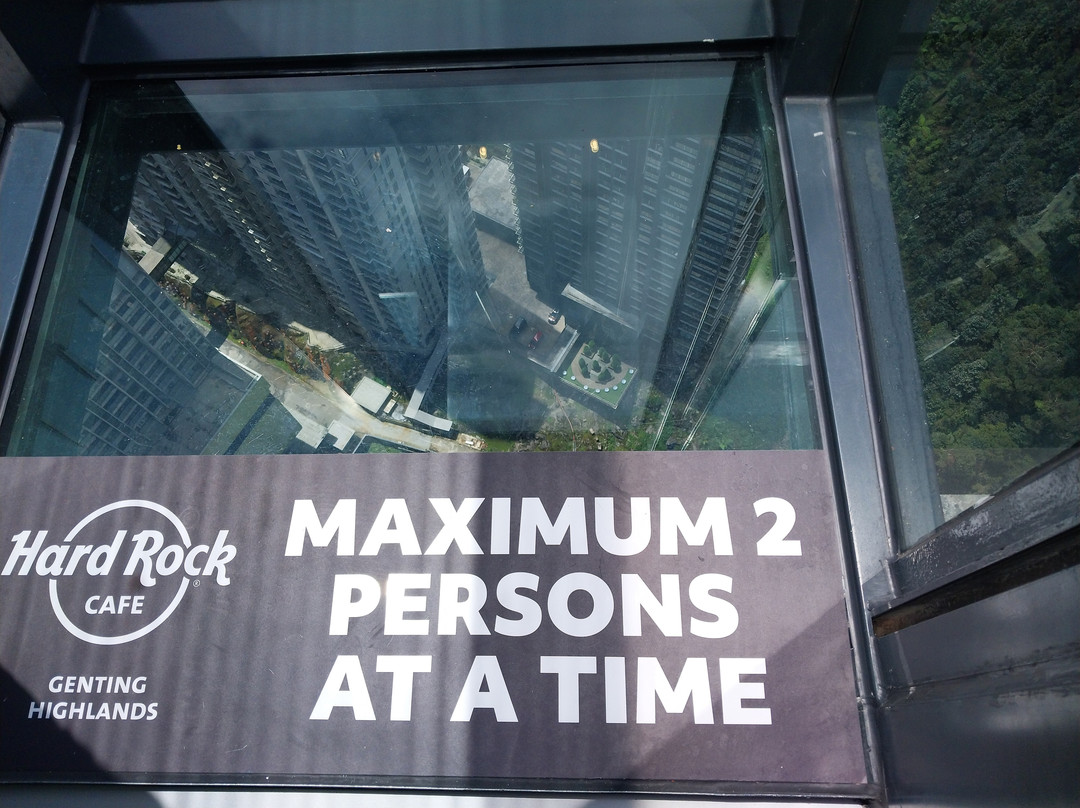 Hard Rock
CAFE
GENTING
HIGHLANDS
MAXIMUM 2
PERSONS
AT A TIME